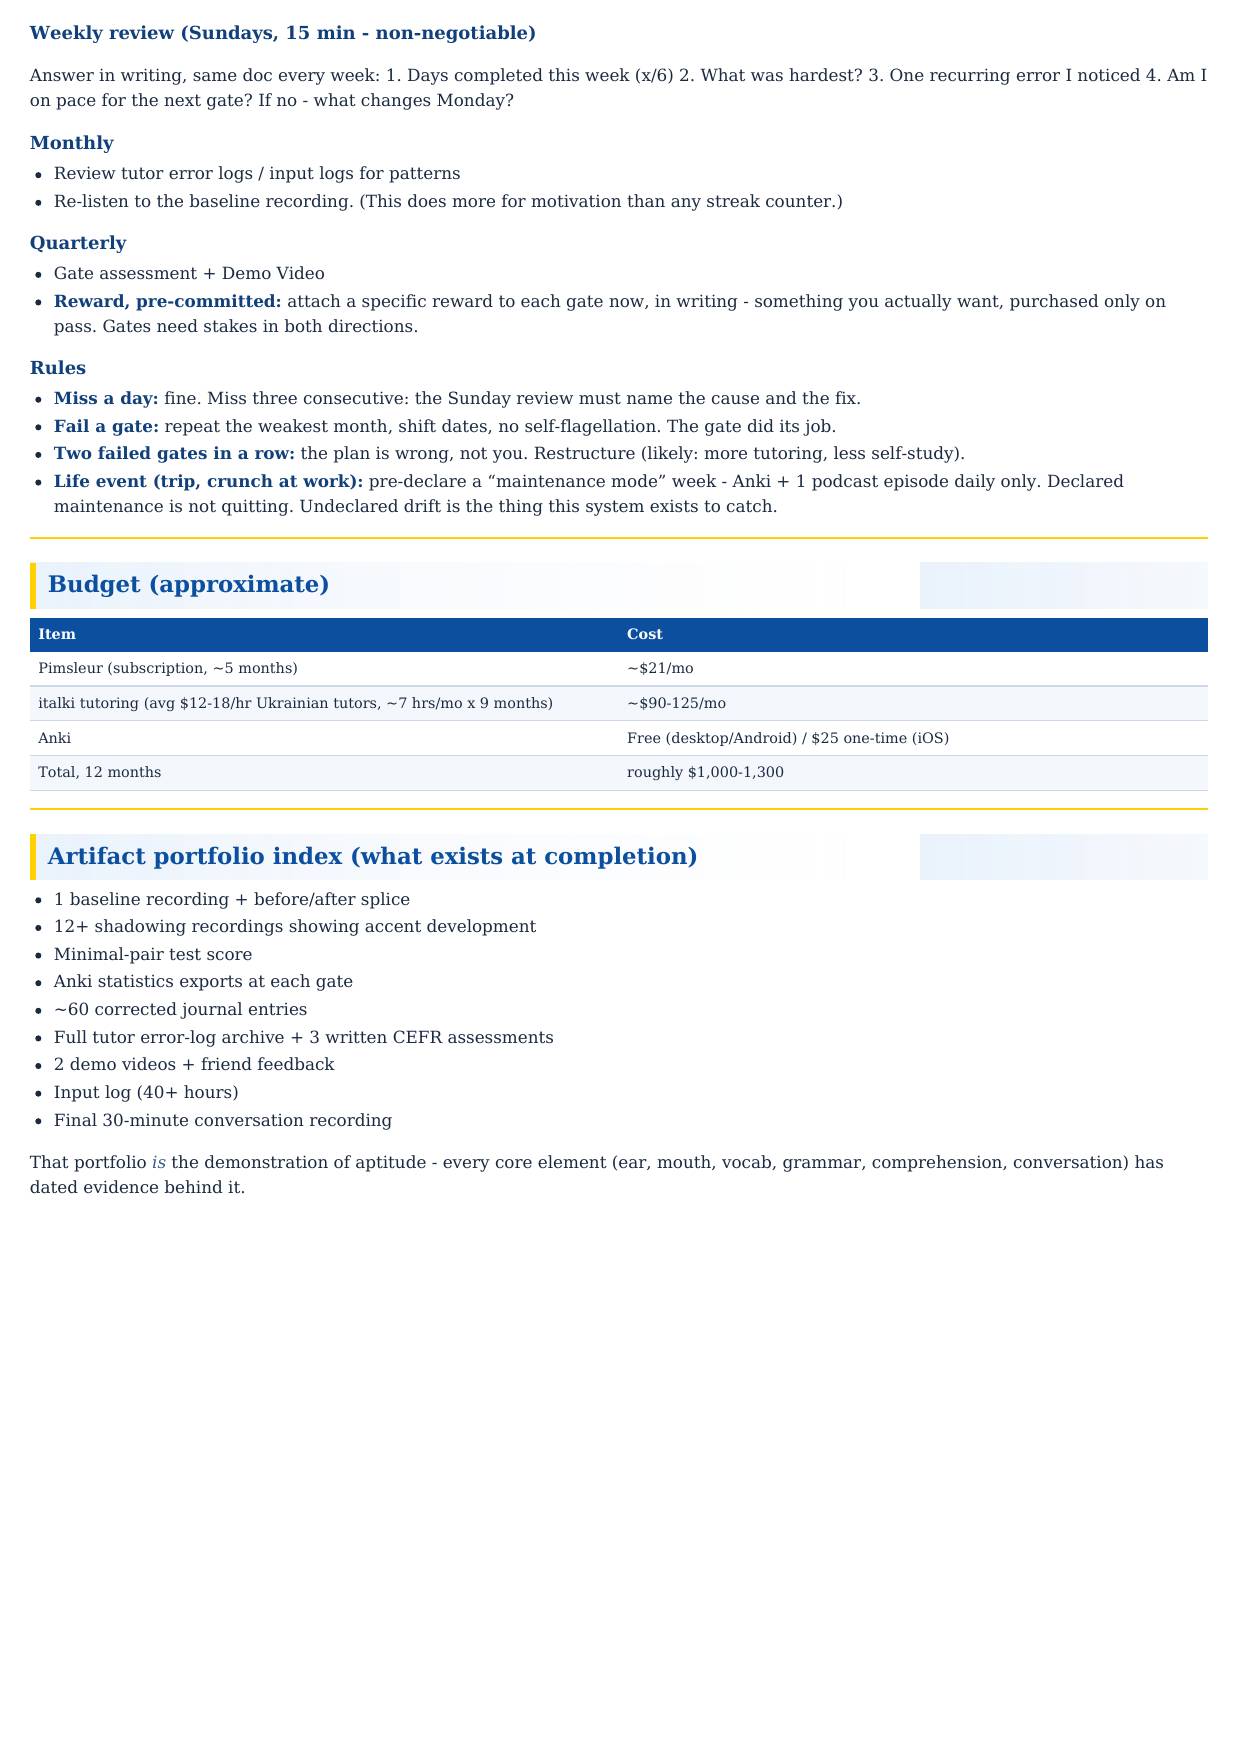 Weekly review (Sundays, 15 min - non-negotiable)
Answer in writing, same doc every week: 1. Days completed this week (x/6) 2. What was hardest? 3. One recurring error I noticed 4. Am I
on pace for the next gate? If no - what changes Monday?
Monthly
• Review tutor error logs / input logs for patterns
• Re-listen to the baseline recording. (This does more for motivation than any streak counter.)
Quarterly
• Gate assessment + Demo Video
• Reward, pre-committed: attach a specific reward to each gate now, in writing - something you actually want, purchased only on
pass. Gates need stakes in both directions.
Rules
• Miss a day: fine. Miss three consecutive: the Sunday review must name the cause and the fix.
• Fail a gate: repeat the weakest month, shift dates, no self-flagellation. The gate did its job.
• Two failed gates in a row: the plan is wrong, not you. Restructure (likely: more tutoring, less self-study).
• Life event (trip, crunch at work): pre-declare a “maintenance mode” week - Anki + 1 podcast episode daily only. Declared
maintenance is not quitting. Undeclared drift is the thing this system exists to catch.
Budget (approximate)
Item Cost
Pimsleur (subscription, ~5 months) ~$21/mo
italki tutoring (avg $12-18/hr Ukrainian tutors, ~7 hrs/mo x 9 months) ~$90-125/mo
Anki Free (desktop/Android) / $25 one-time (iOS)
Total, 12 months roughly $1,000-1,300
Artifact portfolio index (what exists at completion)
• 1 baseline recording + before/after splice
• 12+ shadowing recordings showing accent development
• Minimal-pair test score
• Anki statistics exports at each gate
• ~60 corrected journal entries
• Full tutor error-log archive + 3 written CEFR assessments
• 2 demo videos + friend feedback
• Input log (40+ hours)
• Final 30-minute conversation recording
That portfolio is the demonstration of aptitude - every core element (ear, mouth, vocab, grammar, comprehension, conversation) has
dated evidence behind it.